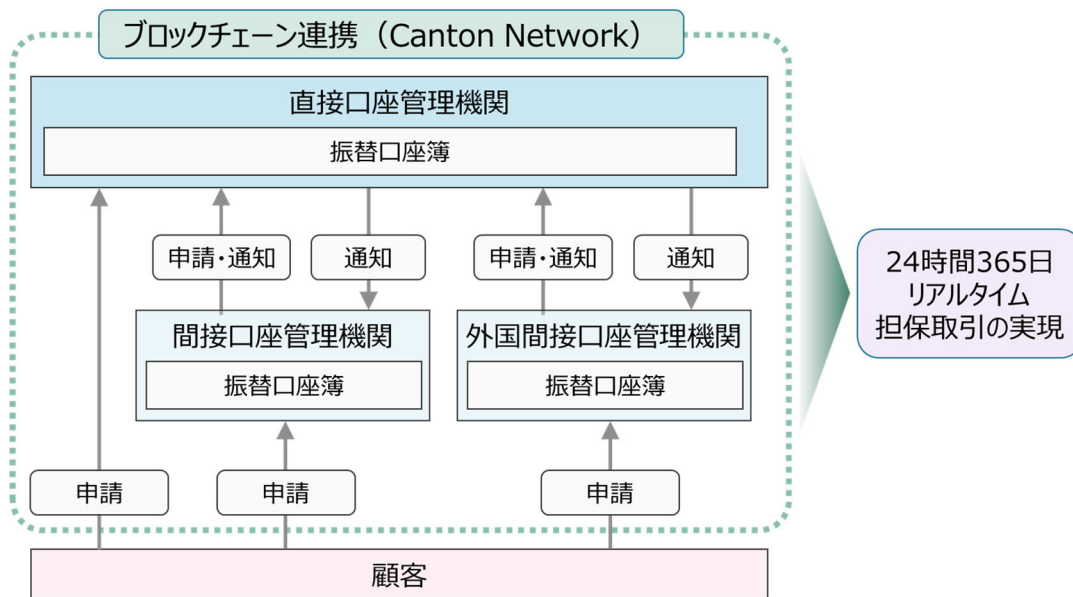 ブロックチェーン連携（Canton Network）
直接口座管理機関
振替口座簿
申請・通知
通知
申請・通知
通知
間接口座管理機関
振替口座簿
外国間接口座管理機関
振替口座簿
申請
申請
申請
顧客
24時間365日
リアルタイム
担保取引の実現